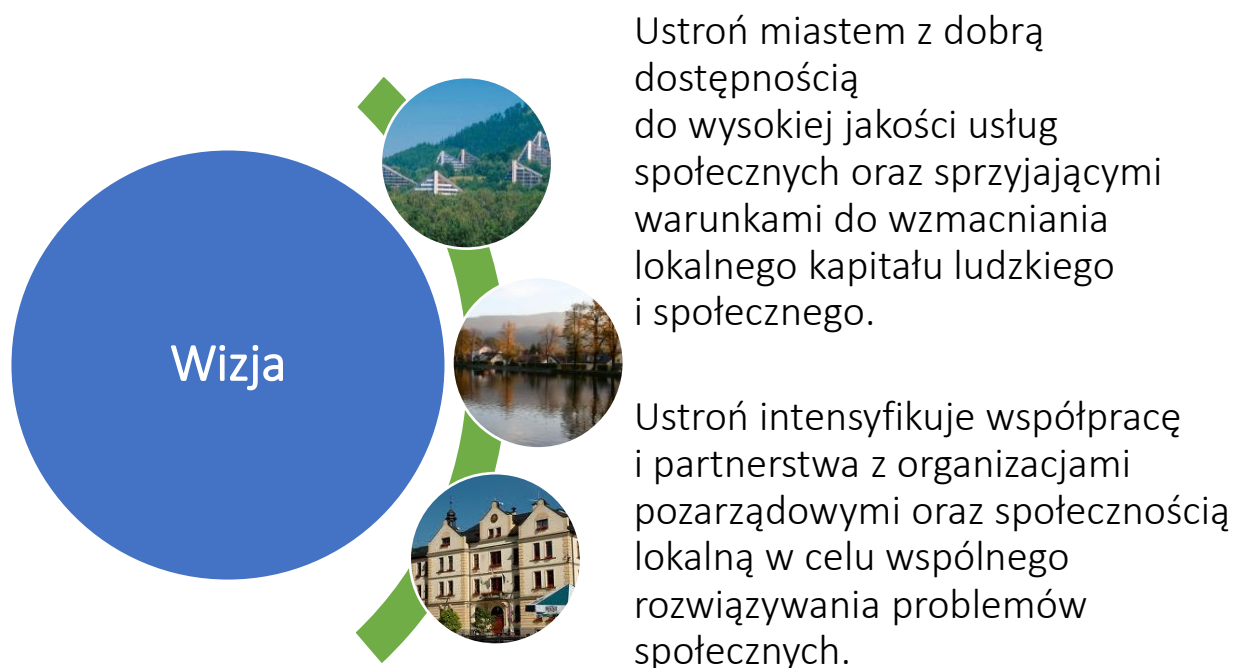 Wizja
Ustroń miastem z dobrą
dostępnością
do wysokiej jakości usług
społecznych oraz sprzyjającymi
warunkami do wzmacniania
lokalnego kapitału ludzkiego
i społecznego.
Ustroń intensyfikuje współpracę
i partnerstwa z organizacjami
pozarządowymi oraz społecznością
lokalną w celu wspólnego
rozwiązywania problemów
społecznych.